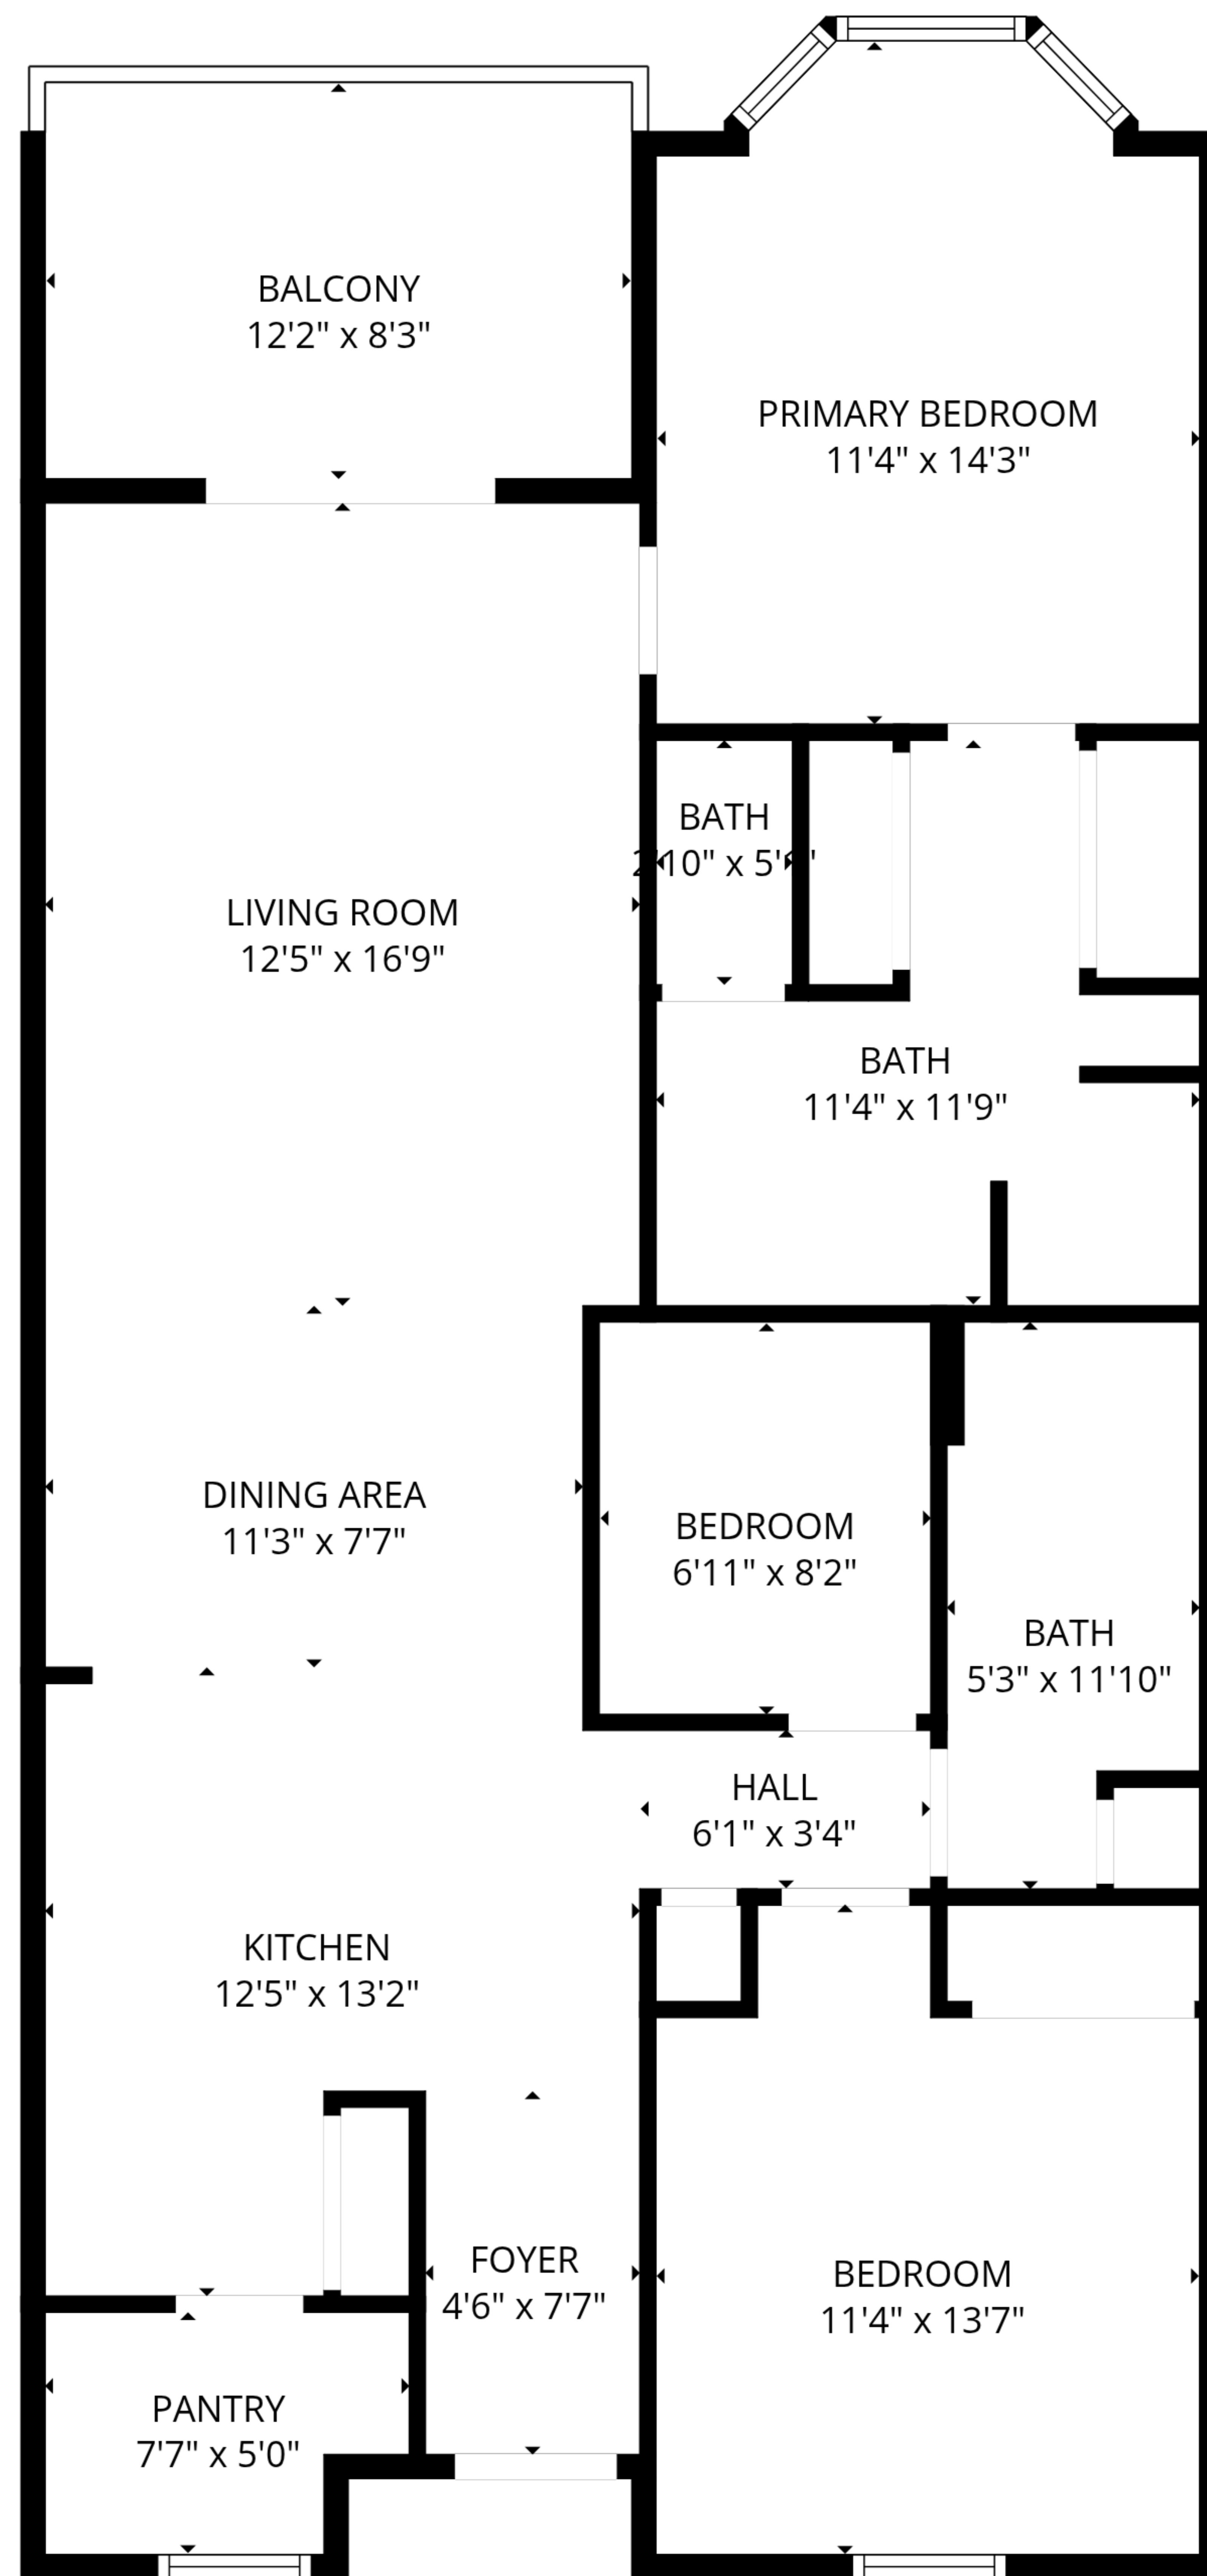 BALCONY
12'2" x 8'3"
PRIMARY BEDROOM
11'4" x 14'3"
BATH
LIVING ROOM
12'5" x 16'9"
BATH
11'4" x 11'9"
DINING AREA
11'3" x 7'7"
BEDROOM
6'11" x 8'2"
BATH
5'3" x 11'10"
HALL
6'1" x 3'4"
KITCHEN
12'5" x 13'2"
FOYER
4'6" x 7'7"
BEDROOM
11'4" x 13'7"
PANTRY
7'7" x 5'0"